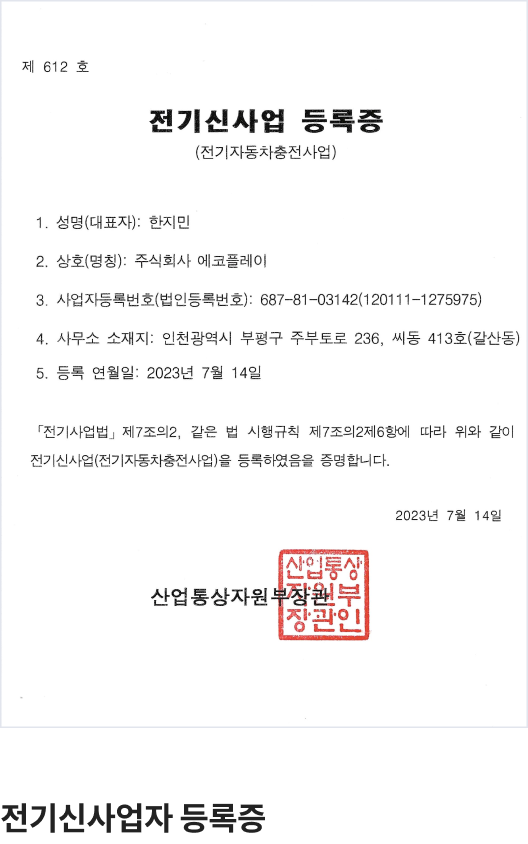 제 612 호
전기신사업 등록증
(전기자동차충전사업)
1. 성명(대표자): 한지민
2. 상호(명칭): 주식회사 에코플레이
3. 사업자등록번호(법인등록번호): 687-81-03142(120111-1275975)
4. 사무소 소재지: 인천광역시 부평구 주부토로 236, 씨동 413호(갈산동)
5. 등록 연월일: 2023년 7월 14일
「전기사업법」제7조의2, 같은 법 시행규칙 제7조의2제6항에 따라 위와 같이
전기신사업(전기자동차충전사업)을 등록하였음을 증명합니다.
2023년 7월 14일
산업통상자원부장관
산업통상
자원부
장관인
전기신사업자 등록증